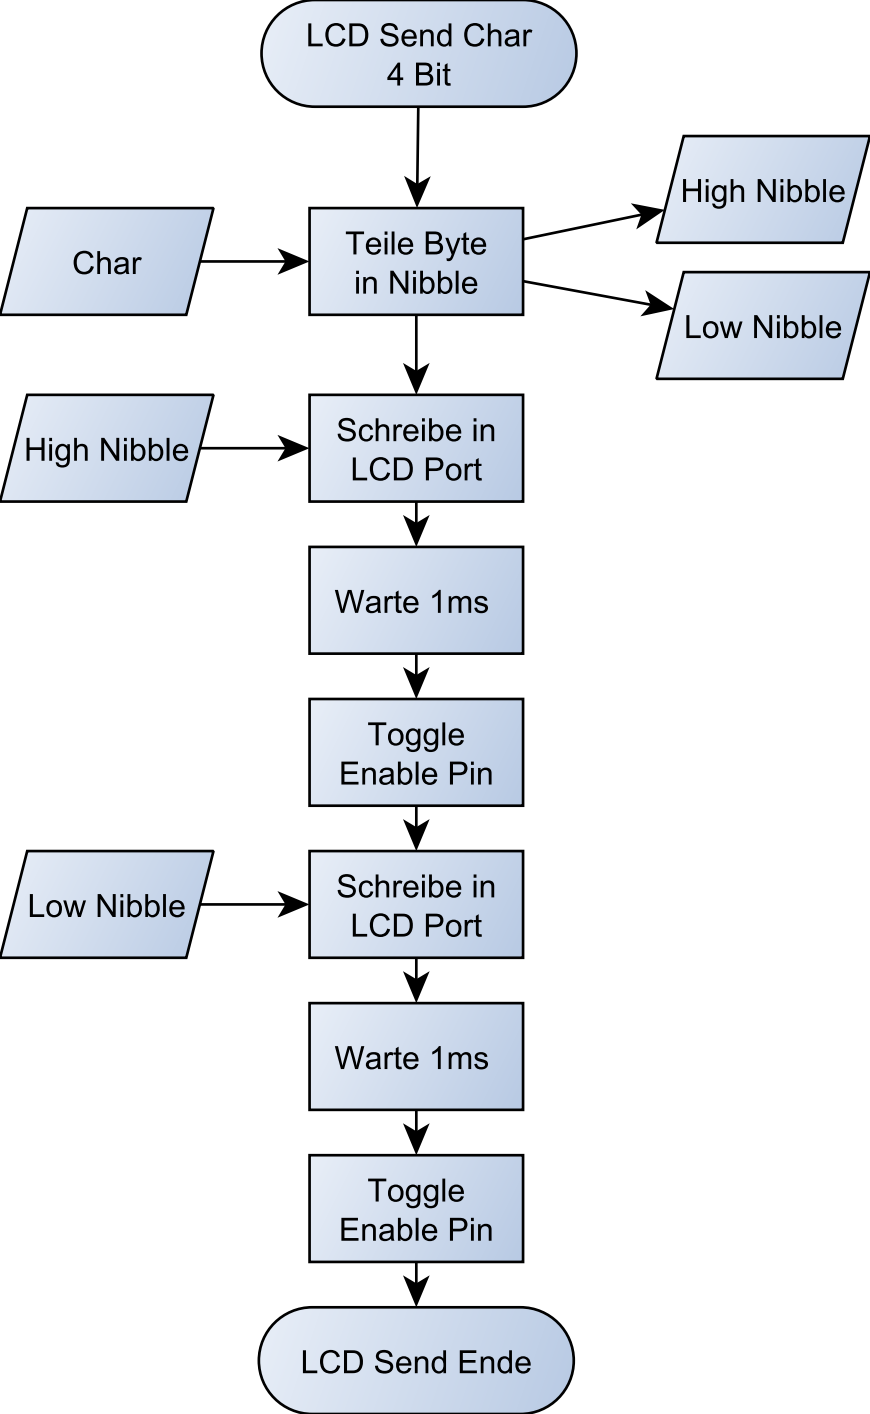 LCD Send Char
4 Bit
High Nibble
Char
Teile Byte
in Nibble
Low Nibble
High Nibble
Schreibe in
LCD Port
Warte 1ms
Toggle
Enable Pin
Low Nibble
Schreibe in
LCD Port
Warte 1ms
Toggle
Enable Pin
LCD Send Ende